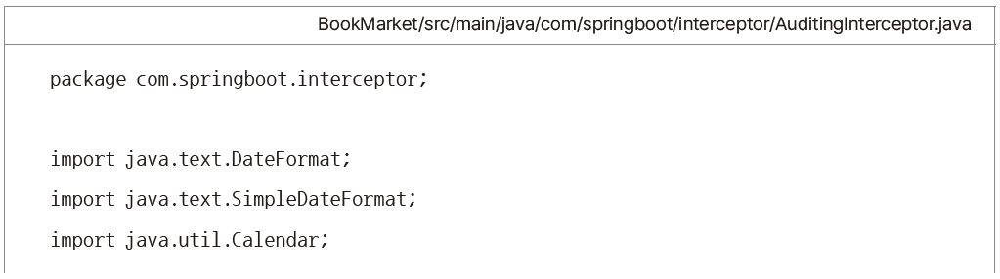 BookMarket/src/main/java/com/springboot/interceptor/AuditingInterceptor.java
package com.springboot.interceptor;
import java.text.DateFormat;
import java.text.SimpleDateFormat;
import java.util.Calendar;